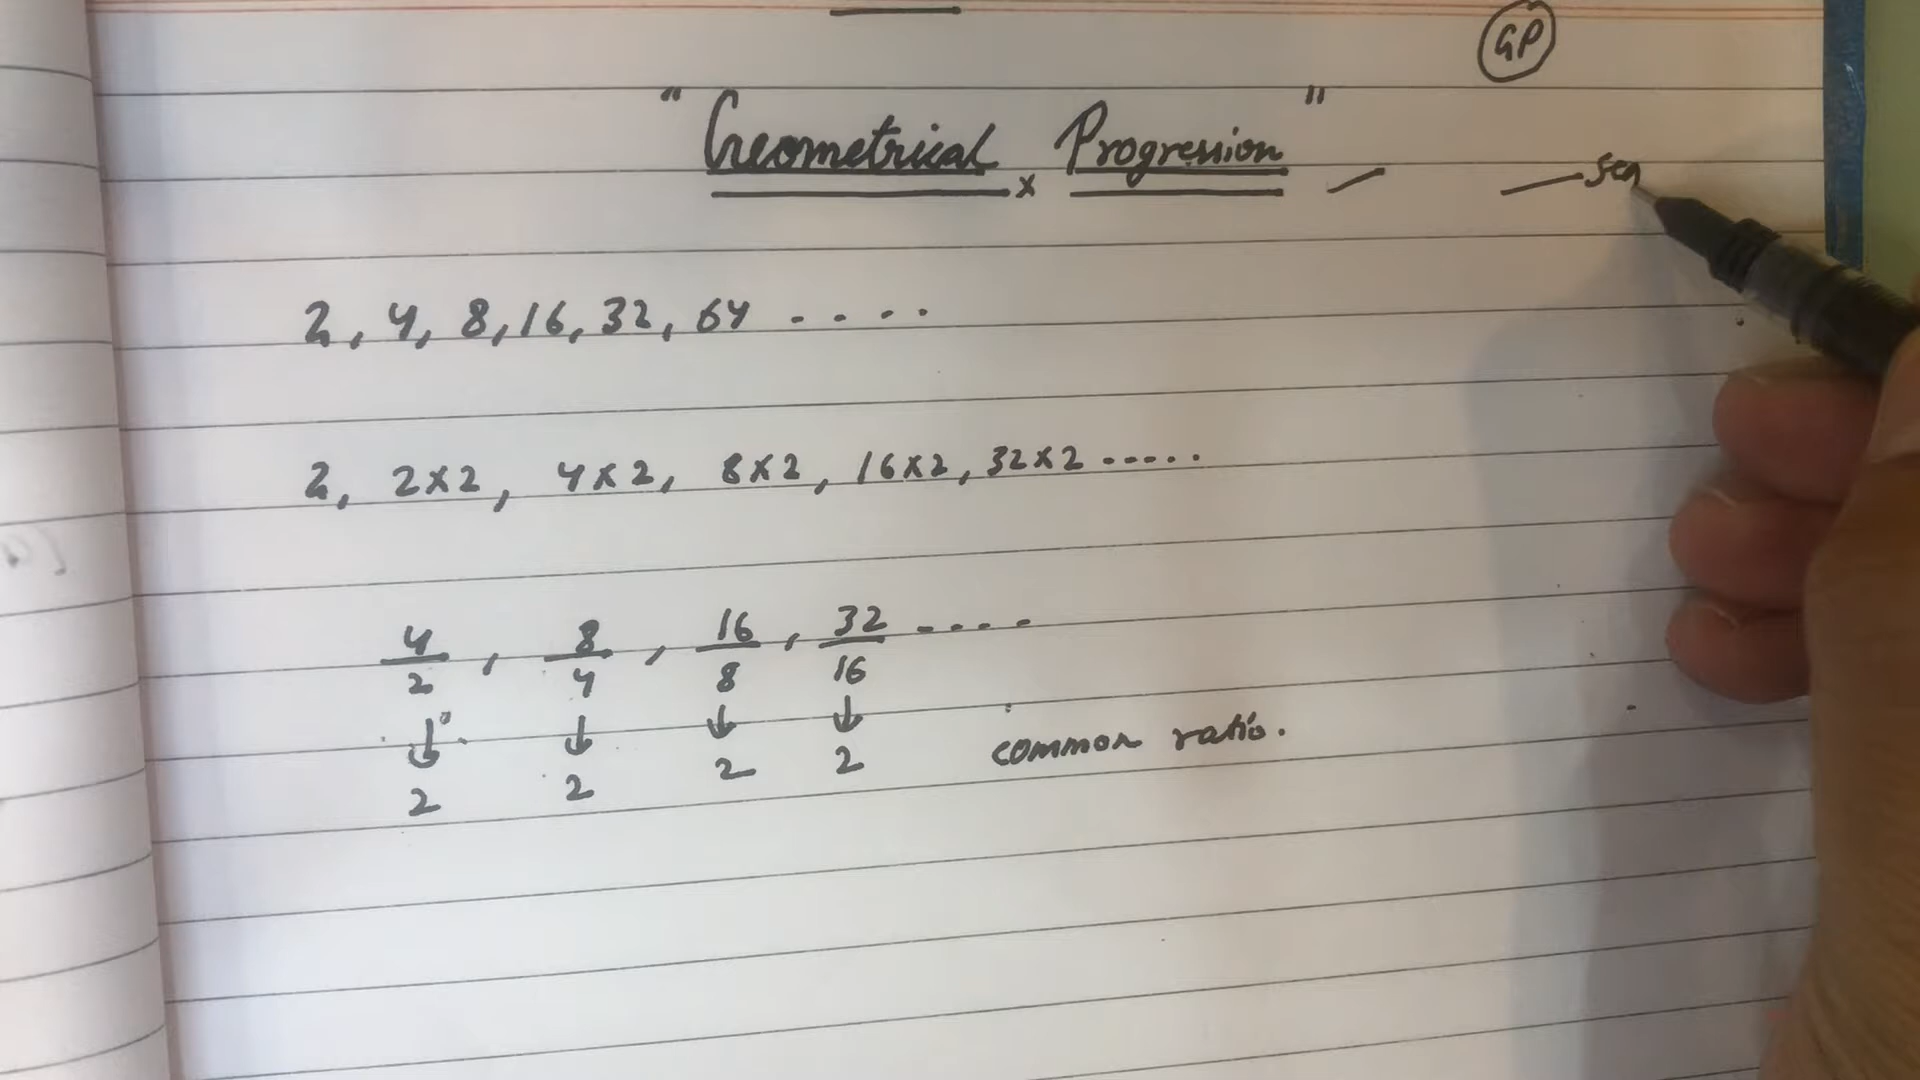 GP
"Geometrical Progression"
2, 4, 8, 16, 32, 64 ....
2, 2×2, 4×2, 8×2, 16×2, 32×2 .....
4/2, 8/4, 16/8, 32/16 ....
↓ ↓ ↓ ↓
2 2 2 2 common ratio.